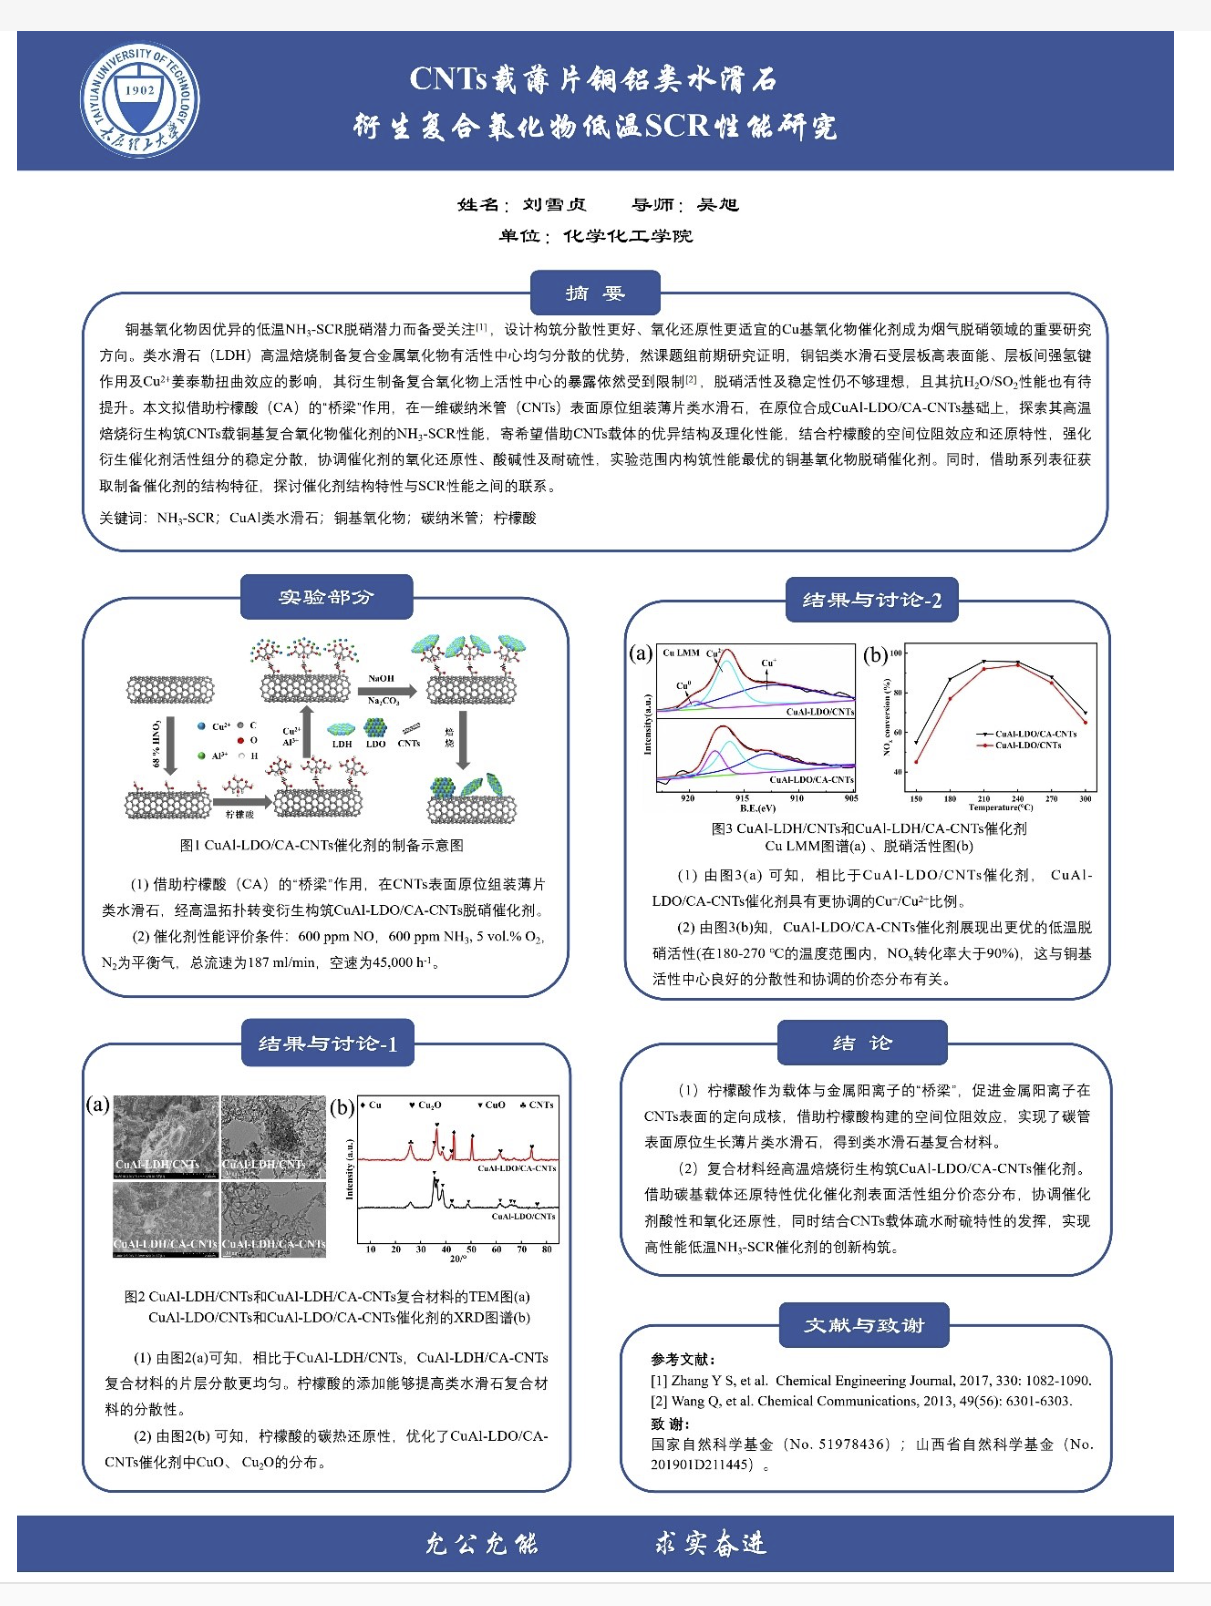 TAIYUAN UNIVERSITY OF TECHNOLOGY
1902
太原理工大学
CNTs载薄片铜铝类水滑石
衍生复合氧化物低温SCR性能研究
姓名：刘雪贞 导师：吴旭
单位：化学化工学院
摘 要
铜基氧化物因优异的低温NH3-SCR脱硝潜力而备受关注[1]，设计构筑分散性更好、氧化还原性更适宜的Cu基氧化物催化剂成为烟气脱硝领域的重要研究
方向。类水滑石（LDH）高温焙烧制备复合金属氧化物有活性中心均匀分散的优势，然课题组前期研究证明，铜铝类水滑石受层板高表面能、层板间强氢键
作用及Cu2+姜泰勒扭曲效应的影响，其衍生制备复合氧化物上活性中心的暴露依然受到限制[2]，脱硝活性及稳定性仍不够理想，且其抗H2O/SO2性能也有待
提升。本文拟借助柠檬酸（CA）的“桥梁”作用，在一维碳纳米管（CNTs）表面原位组装薄片类水滑石，在原位合成CuAl-LDO/CA-CNTs基础上，探索其高温
焙烧衍生构筑CNTs载铜基复合氧化物催化剂的NH3-SCR性能，寄希望借助CNTs载体的优异结构及理化性能，结合柠檬酸的空间位阻效应和还原特性，强化
衍生催化剂活性组分的稳定分散，协调催化剂的氧化还原性、酸碱性及耐硫性，实验范围内构筑性能最优的铜基氧化物脱硝催化剂。同时，借助系列表征获
取制备催化剂的结构特征，探讨催化剂结构特性与SCR性能之间的联系。
关键词：NH3-SCR；CuAl类水滑石；铜基氧化物；碳纳米管；柠檬酸
实验部分
NaOH
Na2CO3
68 % HNO3
Cu2+ C
O
Al3+ H
Cu2+
Al3+
LDH LDO CNTs
焙烧
柠檬酸
图1 CuAl-LDO/CA-CNTs催化剂的制备示意图
(1) 借助柠檬酸（CA）的“桥梁”作用，在CNTs表面原位组装薄片
类水滑石，经高温拓扑转变衍生构筑CuAl-LDO/CA-CNTs脱硝催化剂。
(2) 催化剂性能评价条件：600 ppm NO，600 ppm NH3, 5 vol.% O2,
N2为平衡气，总流速为187 ml/min，空速为45,000 h-1。
结果与讨论-2
(a)
Cu LMM Cu2+
Cu+
Cu0
CuAl-LDO/CNTs
CuAl-LDO/CA-CNTs
Intensity(a.u.)
920 915 910 905
B.E.(eV)
(b)
NOx conversion (%)
100
80
60
40
CuAl-LDO/CA-CNTs
CuAl-LDO/CNTs
150 180 210 240 270 300
Temperature(°C)
图3 CuAl-LDH/CNTs和CuAl-LDH/CA-CNTs催化剂
Cu LMM图谱(a) 、脱硝活性图(b)
(1) 由图3(a) 可知，相比于CuAl-LDO/CNTs催化剂， CuAl-
LDO/CA-CNTs催化剂具有更协调的Cu+/Cu2+比例。
(2) 由图3(b)知，CuAl-LDO/CA-CNTs催化剂展现出更优的低温脱
硝活性(在180-270 °C的温度范围内，NOx转化率大于90%)，这与铜基
活性中心良好的分散性和协调的价态分布有关。
结果与讨论-1
(a)
CuAl-LDH/CNTs CuAl-LDH/CNTs
CuAl-LDH/CA-CNTs CuAl-LDH/CA-CNTs
(b)
♦ Cu ♥ Cu2O ▼ CuO ♣ CNTs
CuAl-LDO/CA-CNTs
CuAl-LDO/CNTs
Intensity (a.u.)
10 20 30 40 50 60 70 80
2θ/°
图2 CuAl-LDH/CNTs和CuAl-LDH/CA-CNTs复合材料的TEM图(a)
CuAl-LDO/CNTs和CuAl-LDO/CA-CNTs催化剂的XRD图谱(b)
(1) 由图2(a)可知，相比于CuAl-LDH/CNTs，CuAl-LDH/CA-CNTs
复合材料的片层分散更均匀。柠檬酸的添加能够提高类水滑石复合材
料的分散性。
(2) 由图2(b) 可知，柠檬酸的碳热还原性，优化了CuAl-LDO/CA-
CNTs催化剂中CuO、 Cu2O的分布。
结 论
（1）柠檬酸作为载体与金属阳离子的“桥梁”，促进金属阳离子在
CNTs表面的定向成核，借助柠檬酸构建的空间位阻效应，实现了碳管
表面原位生长薄片类水滑石，得到类水滑石基复合材料。
（2）复合材料经高温焙烧衍生构筑CuAl-LDO/CA-CNTs催化剂。
借助碳基载体还原特性优化催化剂表面活性组分价态分布，协调催化
剂酸性和氧化还原性，同时结合CNTs载体疏水耐硫特性的发挥，实现
高性能低温NH3-SCR催化剂的创新构筑。
文献与致谢
参考文献：
[1] Zhang Y S, et al. Chemical Engineering Journal, 2017, 330: 1082-1090.
[2] Wang Q, et al. Chemical Communications, 2013, 49(56): 6301-6303.
致 谢：
国家自然科学基金（No. 51978436）；山西省自然科学基金（No.
201901D211445）。
允公允能 求实奋进